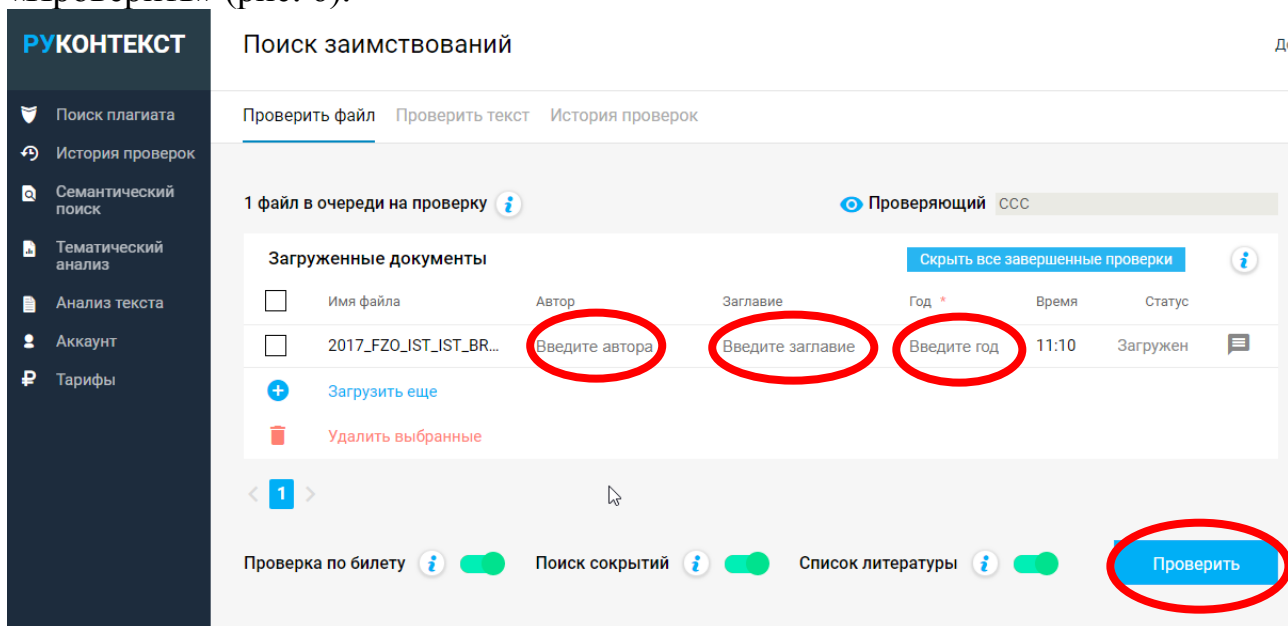 «Проверить» (рис. 6).
РУКОНТЕКСТ
Поиск заимствований
Проверить файл Проверить текст История проверок
Поиск плагиата
История проверок
Семантический
поиск
Тематический
анализ
Анализ текста
Аккаунт
Тарифы
1 файл в очереди на проверку
Проверяющий ССС
Загруженные документы
Скрыть все завершенные проверки
Имя файла Автор Заглавие Год * Время Статус
2017_FZO_IST_IST_BR... Введите автора Введите заглавие Введите год 11:10 Загружен
Загрузить еще
Удалить выбранные
< 1 >
Проверка по билету Поиск сокрытий Список литературы Проверить